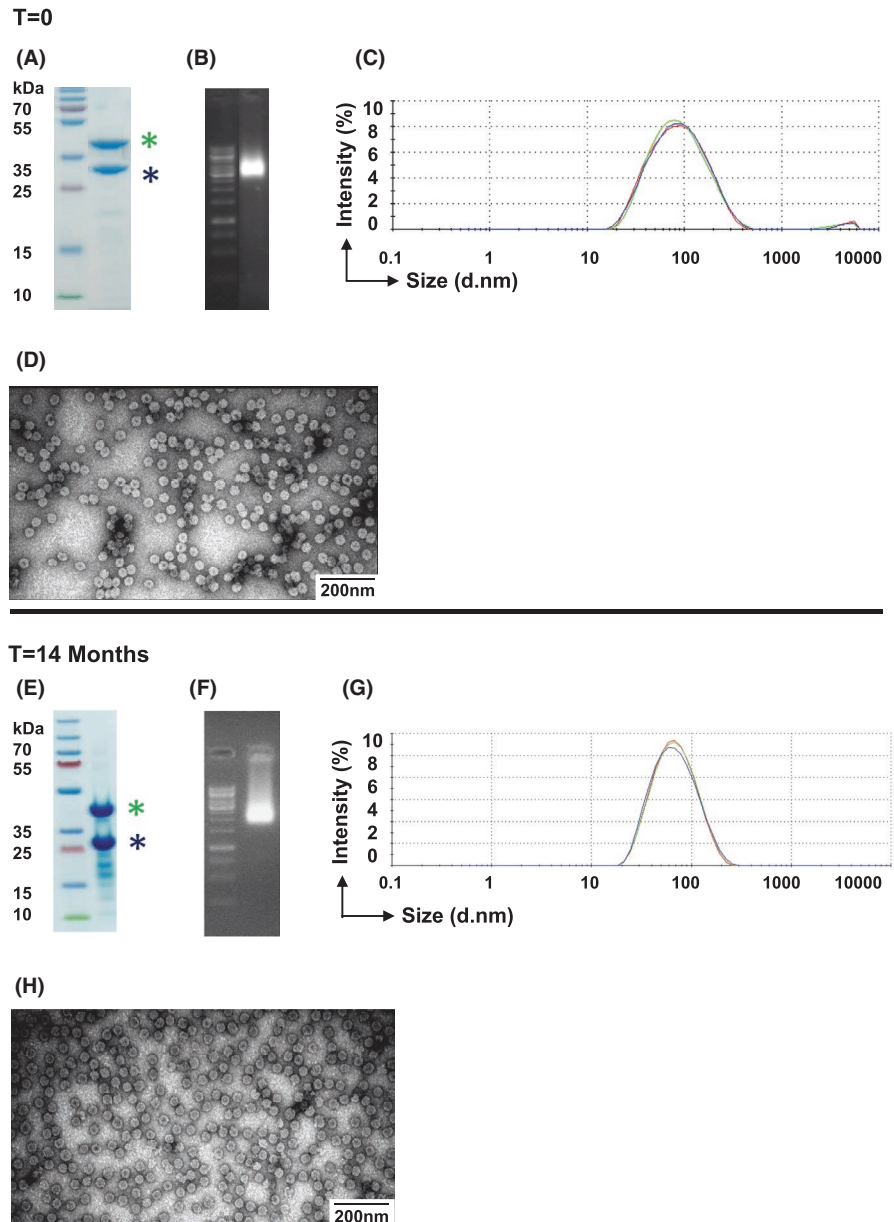 T=0
(A)
(B)
(C)
kDa
70
55
35
25
15
10
*
*
Intensity (%)
10
8
6
4
2
0
0.1 1 10 100 1000 10000
Size (d.nm)
(D)
200nm
T=14 Months
(E)
(F)
(G)
kDa
70
55
35
25
15
10
*
*
Intensity (%)
10
8
6
4
2
0
0.1 1 10 100 1000 10000
Size (d.nm)
(H)
200nm